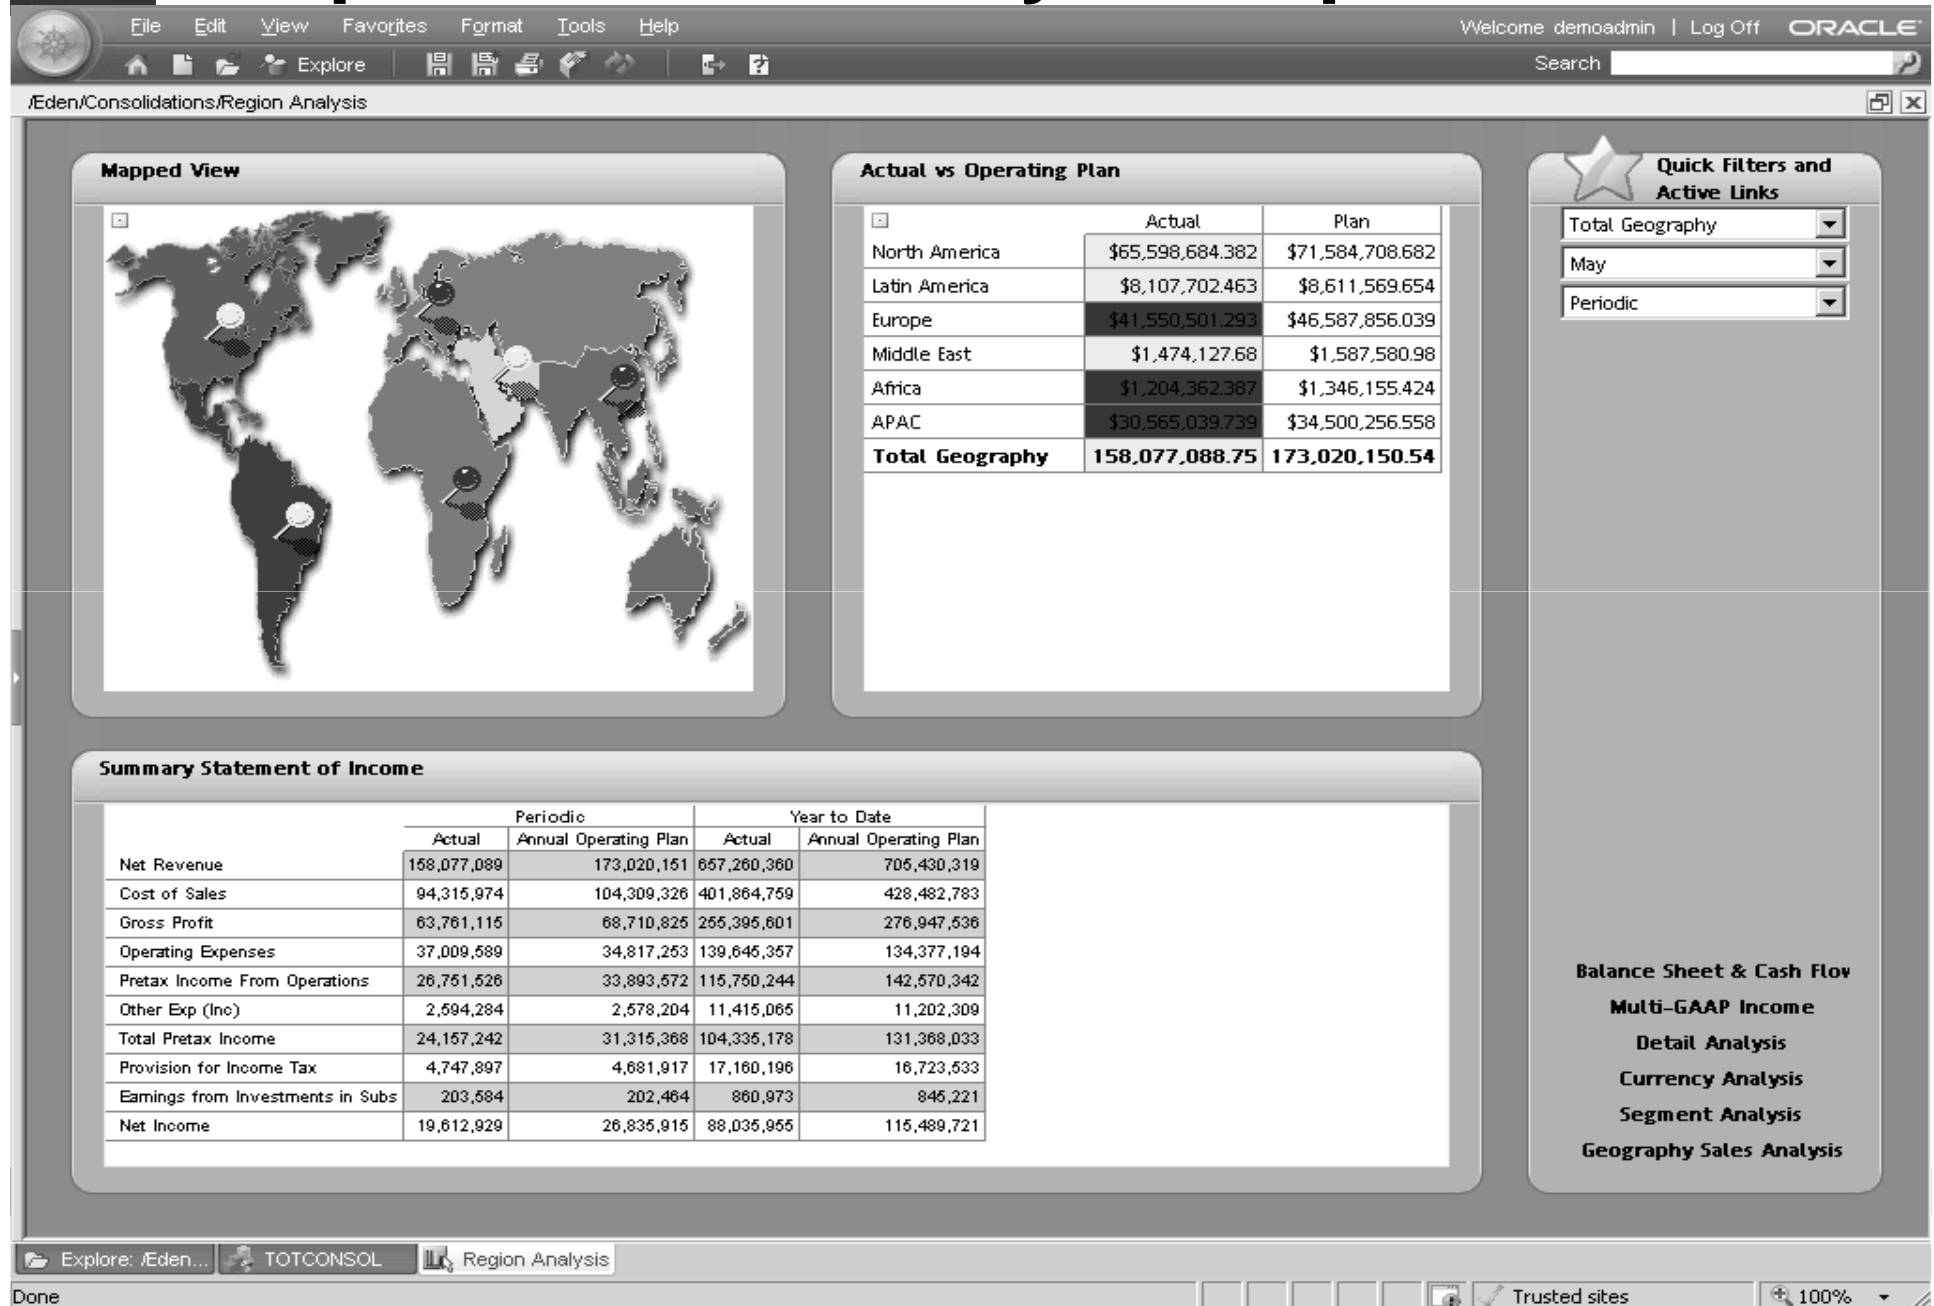 File Edit View Favorites Format Tools Help
Welcome demoadmin | Log Off ORACLE
Explore
Search
/Eden/Consolidations/Region Analysis
Mapped View
Actual vs Operating Plan
Actual Plan
North America $65,598,684.382 $71,584,708.682
Latin America $8,107,702.463 $8,611,569.654
Europe $41,550,501.293 $46,587,856.039
Middle East $1,474,127.68 $1,587,580.98
Africa $1,204,362.387 $1,346,155.424
APAC $30,565,039.739 $34,500,256.558
Total Geography 158,077,088.75 173,020,150.54
Quick Filters and
Active Links
Total Geography
May
Periodic
Summary Statement of Income
Periodic Year to Date
Actual Annual Operating Plan Actual Annual Operating Plan
Net Revenue 158,077,089 173,020,151 657,260,360 705,430,319
Cost of Sales 94,315,974 104,309,326 401,864,759 428,482,783
Gross Profit 63,761,115 68,710,825 255,395,601 276,947,536
Operating Expenses 37,009,589 34,817,253 139,645,357 134,377,194
Pretax Income From Operations 26,751,526 33,893,572 115,750,244 142,570,342
Other Exp (Inc) 2,594,284 2,578,204 11,415,065 11,202,309
Total Pretax Income 24,157,242 31,315,368 104,335,178 131,368,033
Provision for Income Tax 4,747,897 4,681,917 17,160,196 16,723,533
Earnings from Investments in Subs 203,584 202,464 860,973 845,221
Net Income 19,612,929 26,835,915 88,035,955 115,489,721
Balance Sheet & Cash Flow
Multi-GAAP Income
Detail Analysis
Currency Analysis
Segment Analysis
Geography Sales Analysis
Explore: /Eden... TOTCONSOL Region Analysis
Done Trusted sites 100%